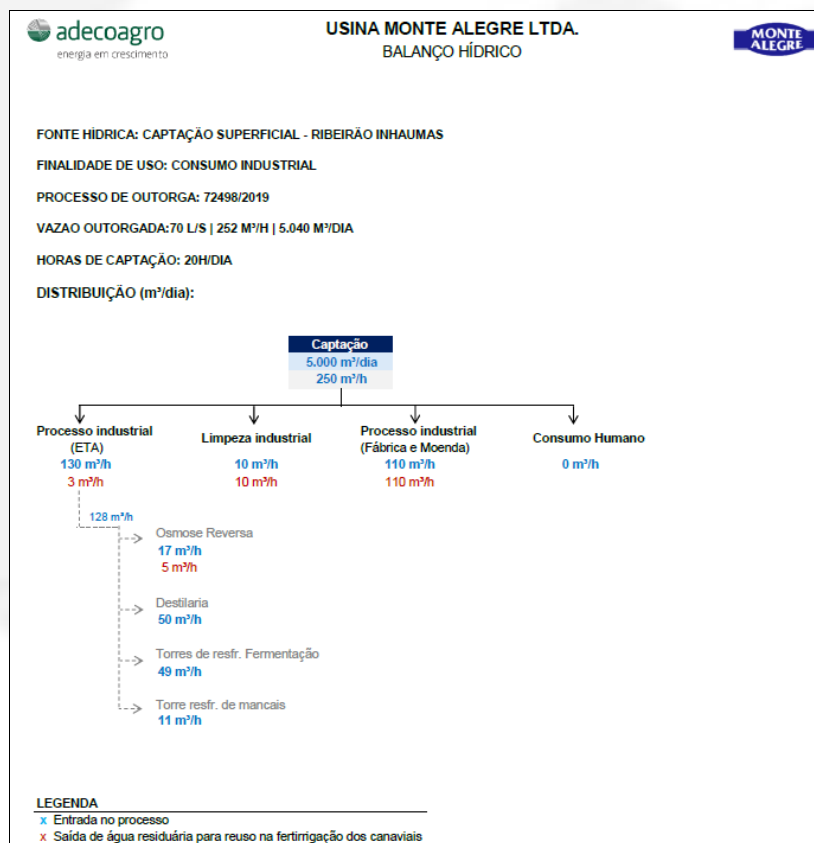 adecoagro
energia em crescimento
USINA MONTE ALEGRE LTDA.
BALANÇO HÍDRICO
MONTE
ALEGRE
FONTE HÍDRICA: CAPTAÇÃO SUPERFICIAL - RIBEIRÃO INHAUMAS
FINALIDADE DE USO: CONSUMO INDUSTRIAL
PROCESSO DE OUTORGA: 72498/2019
VAZAO OUTORGADA:70 L/S | 252 M³/H | 5.040 M³/DIA
HORAS DE CAPTAÇÃO: 20H/DIA
DISTRIBUIÇÃO (m³/dia):
Captação
5.000 m³/dia
250 m³/h
Processo industrial
(ETA)
130 m³/h
3 m³/h
Limpeza industrial
10 m³/h
10 m³/h
Processo industrial
(Fábrica e Moenda)
110 m³/h
110 m³/h
Consumo Humano
0 m³/h
128 m³/h
Osmose Reversa
17 m³/h
5 m³/h
Destilaria
50 m³/h
Torres de resfr. Fermentação
49 m³/h
Torre resfr. de mancais
11 m³/h
LEGENDA
x Entrada no processo
x Saída de água residuária para reuso na fertirrigação dos canaviais